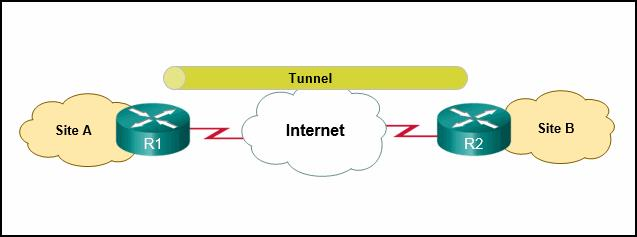 Tunnel
Site A
R1
Internet
R2
Site B